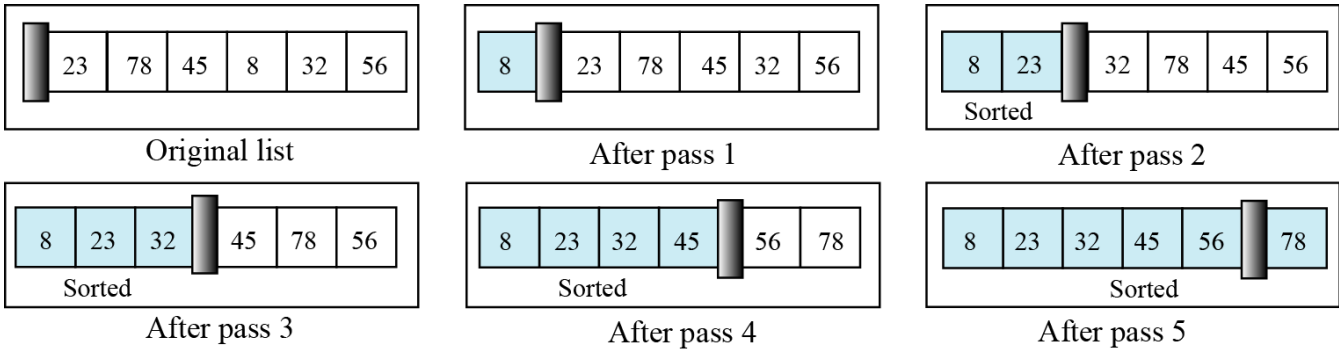 23 78 45 8 32 56
Original list
8 23 78 45 32 56
After pass 1
8 23 32 78 45 56
Sorted
After pass 2
8 23 32 45 78 56
Sorted
After pass 3
8 23 32 45 56 78
Sorted
After pass 4
8 23 32 45 56 78
Sorted
After pass 5